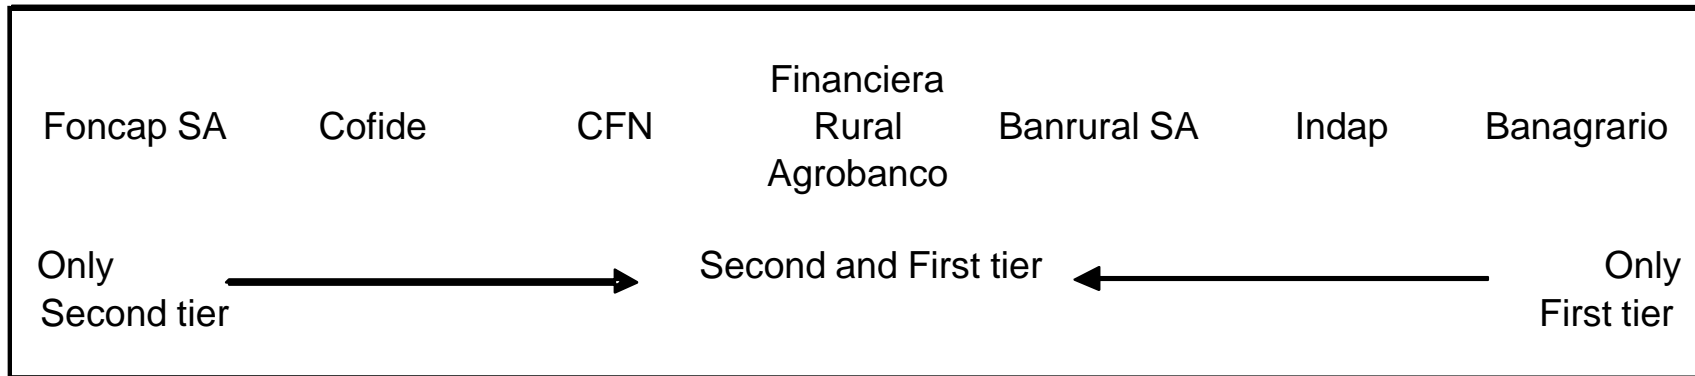 Financiera
Foncap SA Cofide CFN Rural Banrural SA Indap Banagrario
Agrobanco
Only Second and First tier Only
Second tier First tier